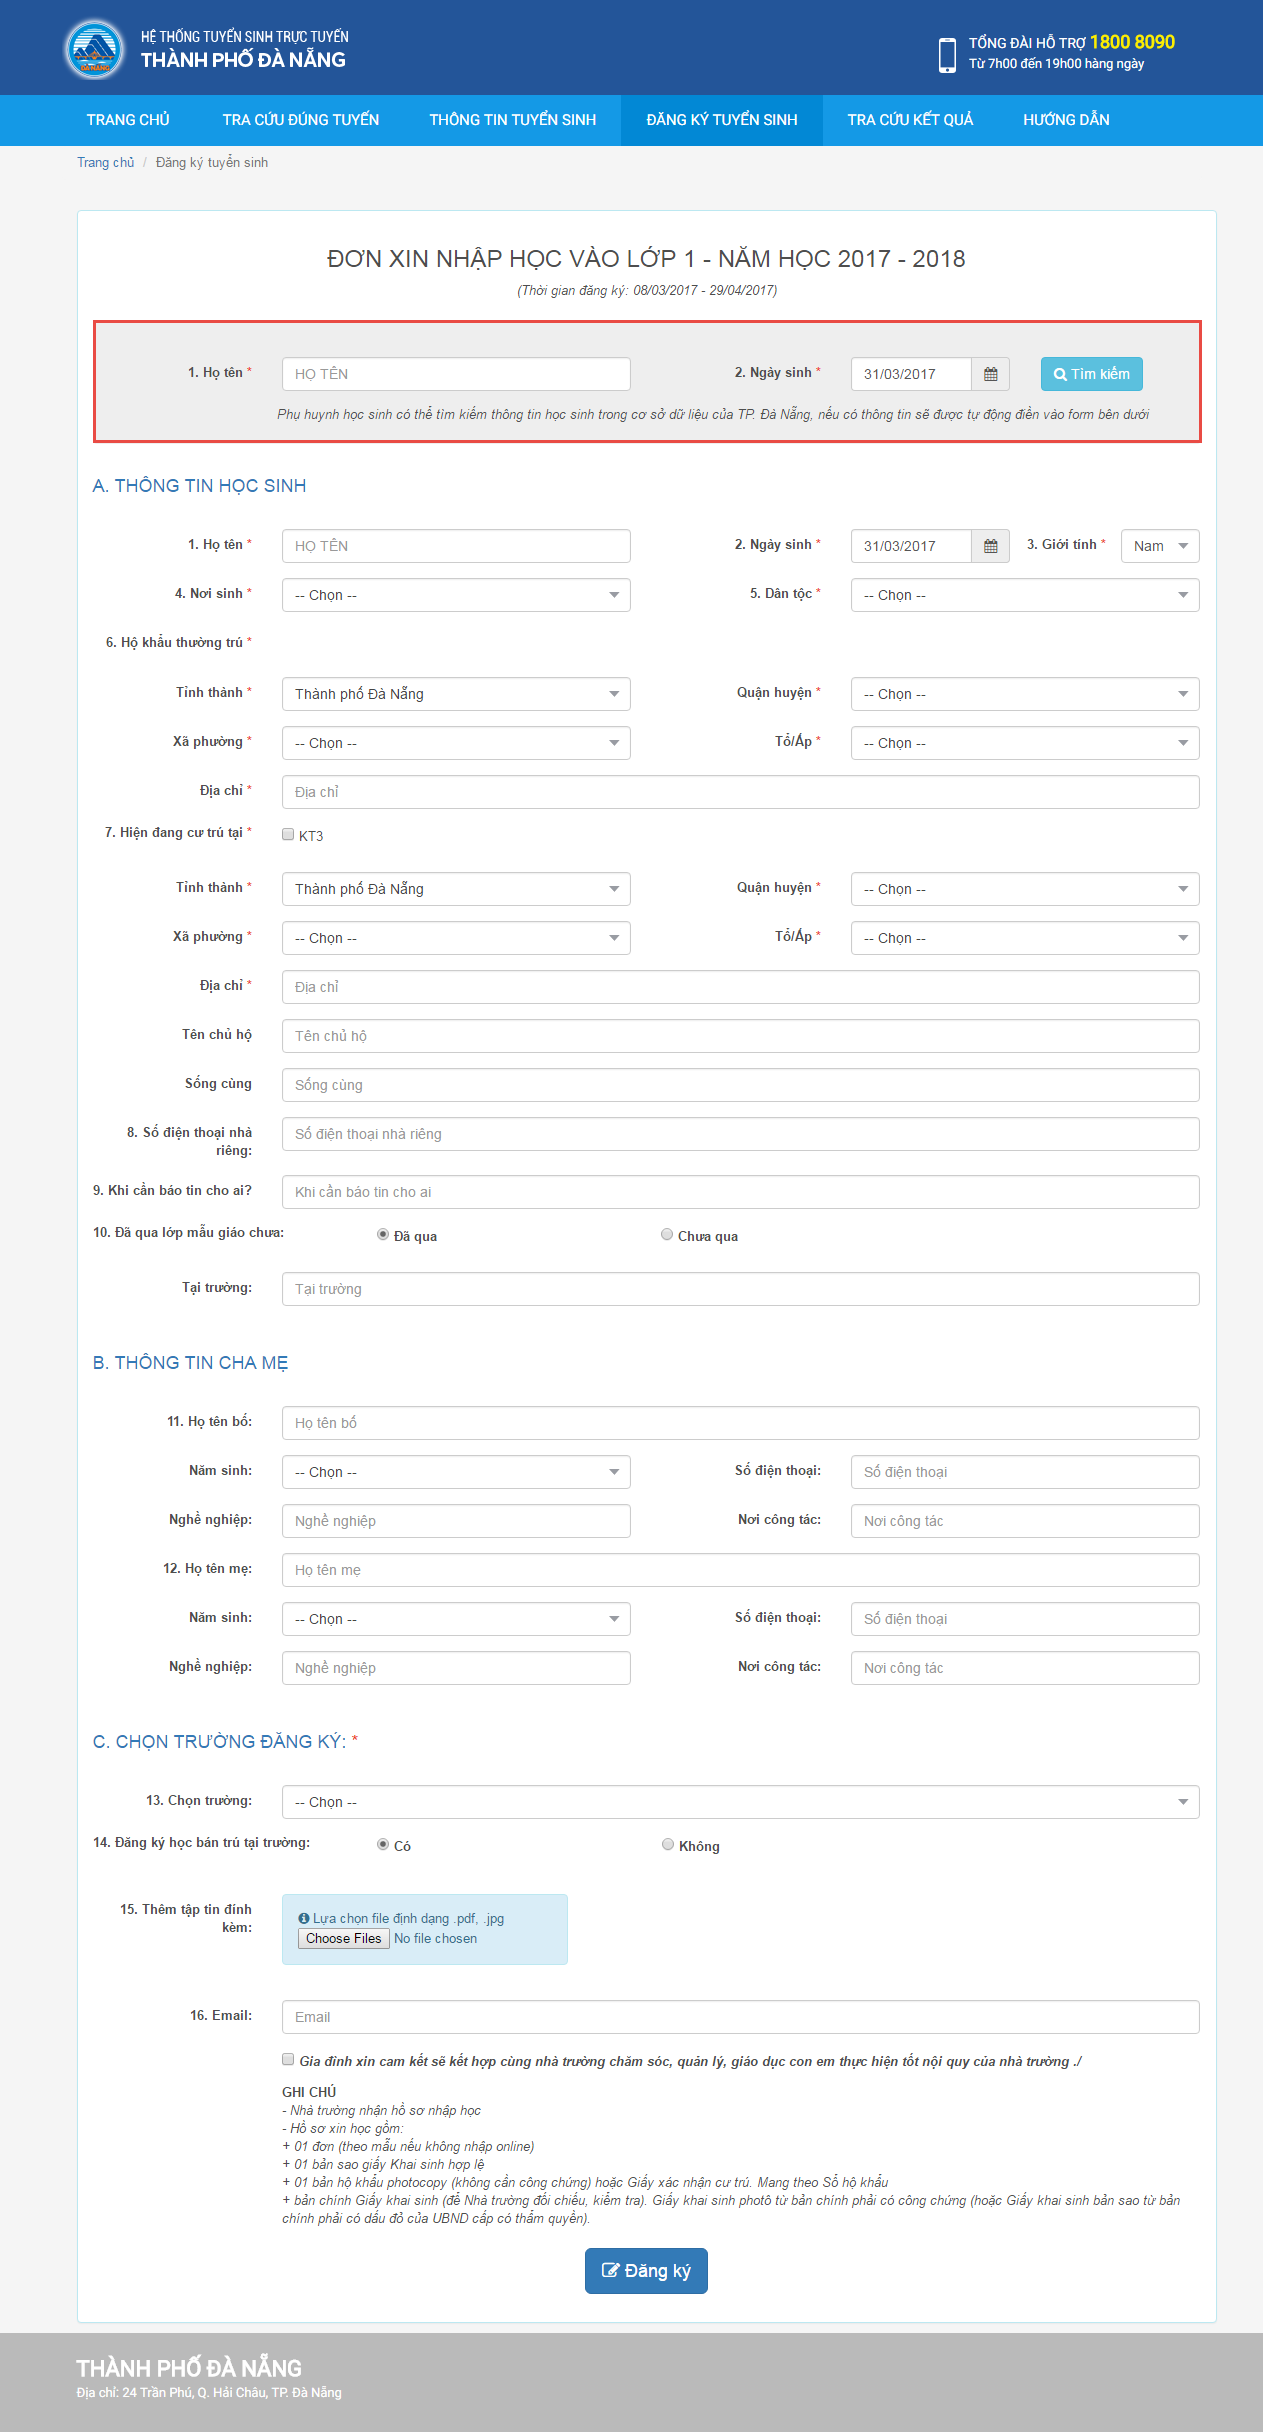 HỆ THỐNG TUYỂN SINH TRỰC TUYẾN
THÀNH PHỐ ĐÀ NẴNG
ĐÀ NẴNG
TỔNG ĐÀI HỖ TRỢ 1800 8090
Từ 7h00 đến 19h00 hàng ngày
TRANG CHỦ TRA CỨU ĐÚNG TUYẾN THÔNG TIN TUYỂN SINH ĐĂNG KÝ TUYỂN SINH TRA CỨU KẾT QUẢ HƯỚNG DẪN
Trang chủ / Đăng ký tuyển sinh
ĐƠN XIN NHẬP HỌC VÀO LỚP 1 - NĂM HỌC 2017 - 2018
(Thời gian đăng ký: 08/03/2017 - 29/04/2017)
1. Họ tên * HỌ TÊN 2. Ngày sinh * 31/03/2017 Tìm kiếm
Phụ huynh học sinh có thể tìm kiếm thông tin học sinh trong cơ sở dữ liệu của TP. Đà Nẵng, nếu có thông tin sẽ được tự động điền vào form bên dưới
A. THÔNG TIN HỌC SINH
1. Họ tên * HỌ TÊN 2. Ngày sinh * 31/03/2017 3. Giới tính * Nam
4. Nơi sinh * -- Chọn -- 5. Dân tộc * -- Chọn --
6. Hộ khẩu thường trú *
Tỉnh thành * Thành phố Đà Nẵng Quận huyện * -- Chọn --
Xã phường * -- Chọn -- Tổ/Ấp * -- Chọn --
Địa chỉ * Địa chỉ
7. Hiện đang cư trú tại * KT3
Tỉnh thành * Thành phố Đà Nẵng Quận huyện * -- Chọn --
Xã phường * -- Chọn -- Tổ/Ấp * -- Chọn --
Địa chỉ * Địa chỉ
Tên chủ hộ Tên chủ hộ
Sống cùng Sống cùng
8. Số điện thoại nhà riêng: Số điện thoại nhà riêng
9. Khi cần báo tin cho ai? Khi cần báo tin cho ai
10. Đã qua lớp mẫu giáo chưa: Đã qua Chưa qua
Tại trường: Tại trường
B. THÔNG TIN CHA MẸ
11. Họ tên bố: Họ tên bố
Năm sinh: -- Chọn -- Số điện thoại: Số điện thoại
Nghề nghiệp: Nghề nghiệp Nơi công tác: Nơi công tác
12. Họ tên mẹ: Họ tên mẹ
Năm sinh: -- Chọn -- Số điện thoại: Số điện thoại
Nghề nghiệp: Nghề nghiệp Nơi công tác: Nơi công tác
C. CHỌN TRƯỜNG ĐĂNG KÝ: *
13. Chọn trường: -- Chọn --
14. Đăng ký học bán trú tại trường: Có Không
15. Thêm tập tin đính kèm: Lựa chọn file định dạng .pdf, .jpg
Choose Files No file chosen
16. Email: Email
Gia đình xin cam kết sẽ kết hợp cùng nhà trường chăm sóc, quản lý, giáo dục con em thực hiện tốt nội quy của nhà trường ./
GHI CHÚ
- Nhà trường nhận hồ sơ nhập học
- Hồ sơ xin học gồm:
+ 01 đơn (theo mẫu nếu không nhập online)
+ 01 bản sao giấy Khai sinh hợp lệ
+ 01 bản hộ khẩu photocopy (không cần công chứng) hoặc Giấy xác nhận cư trú. Mang theo Sổ hộ khẩu
+ bản chính Giấy khai sinh (để Nhà trường đối chiếu, kiểm tra). Giấy khai sinh photô từ bản chính phải có công chứng (hoặc Giấy khai sinh bản sao từ bản
chính phải có dấu đỏ của UBND cấp có thẩm quyền).
Đăng ký
THÀNH PHỐ ĐÀ NẴNG
Địa chỉ: 24 Trần Phú, Q. Hải Châu, TP. Đà Nẵng